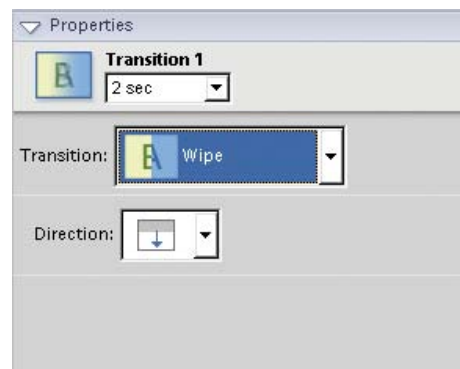 Properties
Transition 1
2 sec
Transition: Wipe
Direction: